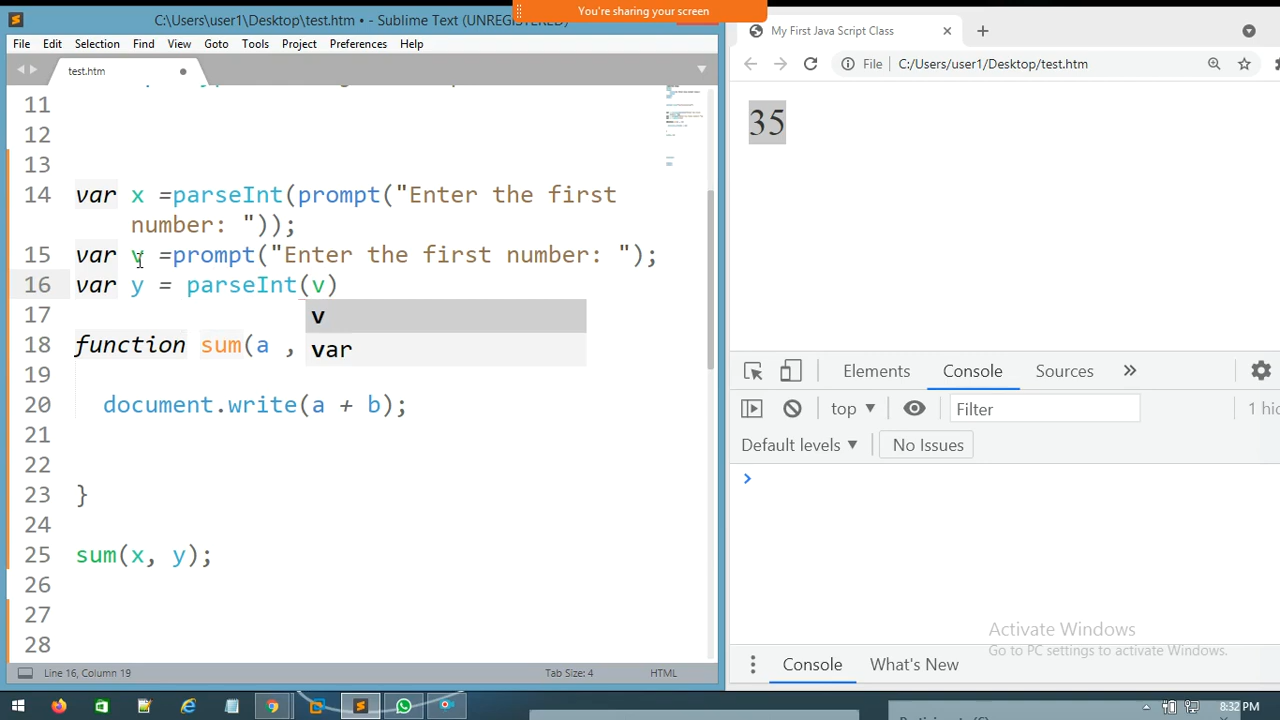 C:\Users\user1\Desktop\test.htm • - Sublime Text (UNREGISTERED)
You're sharing your screen
File Edit Selection Find View Goto Tools Project Preferences Help
test.htm
11
12
13
14 var x =parseInt(prompt("Enter the first
number: "));
15 var v =prompt("Enter the first number: ");
16 var y = parseInt(v)
17
v
var
18 function sum(a ,
19
20 document.write(a + b);
21
22
23 }
24
25 sum(x, y);
26
27
28
Line 16, Column 19 Tab Size: 4 HTML
My First Java Script Class
File C:/Users/user1/Desktop/test.htm
35
Elements Console Sources
top Filter 1 hi
Default levels No Issues
Activate Windows
Go to PC settings to activate Windows.
Console What's New
8:32 PM